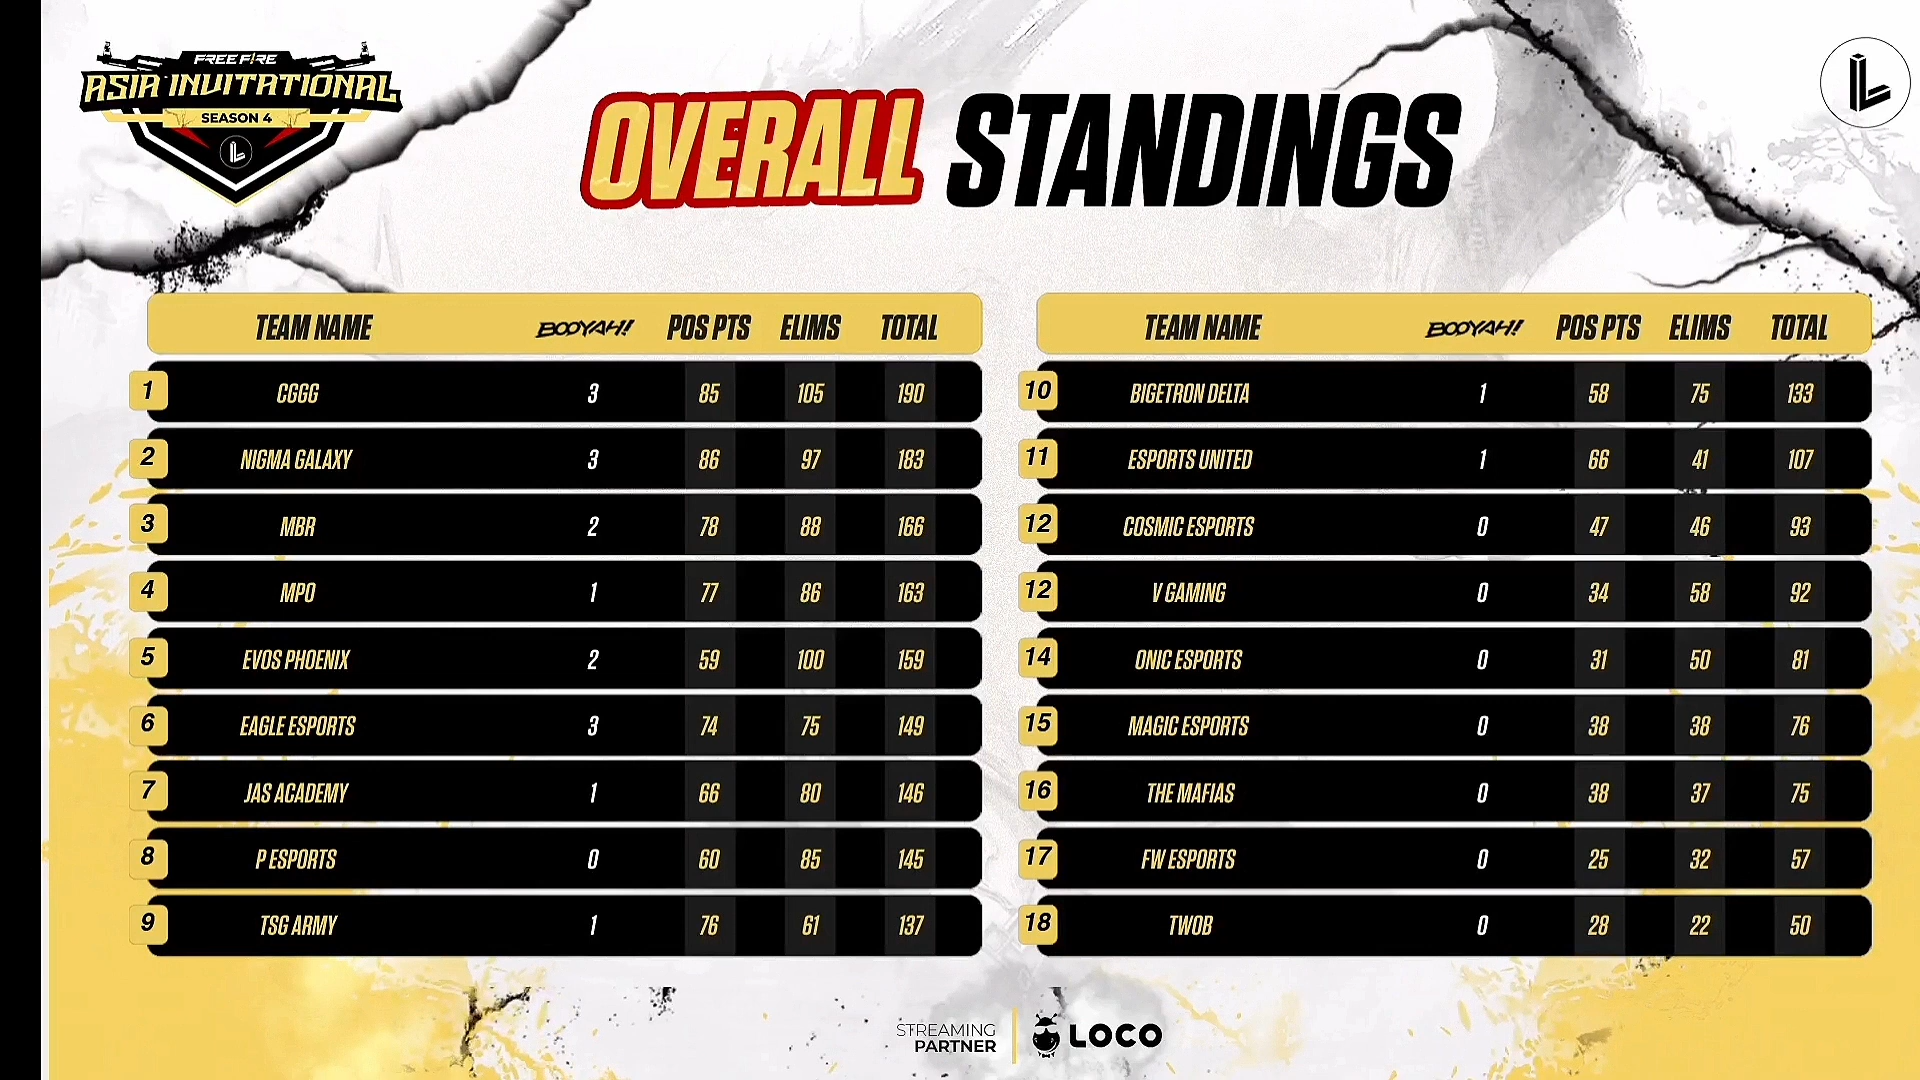 FREE FIRE
ASIA INVITATIONAL
SEASON 4
OVERALL STANDINGS
TEAM NAME BOOYAH! POS PTS ELIMS TOTAL
1 CGGG 3 85 105 190
2 NIGMA GALAXY 3 86 97 183
3 MBR 2 78 88 166
4 MPO 1 77 86 163
5 EVOS PHOENIX 2 59 100 159
6 EAGLE ESPORTS 3 74 75 149
7 JAS ACADEMY 1 66 80 146
8 P ESPORTS 0 60 85 145
9 TSG ARMY 1 76 61 137
TEAM NAME BOOYAH! POS PTS ELIMS TOTAL
10 BIGETRON DELTA 1 58 75 133
11 ESPORTS UNITED 1 66 41 107
12 COSMIC ESPORTS 0 47 46 93
12 V GAMING 0 34 58 92
14 ONIC ESPORTS 0 31 50 81
15 MAGIC ESPORTS 0 38 38 76
16 THE MAFIAS 0 38 37 75
17 FW ESPORTS 0 25 32 57
18 TWOB 0 28 22 50
STREAMING
PARTNER
LOCO